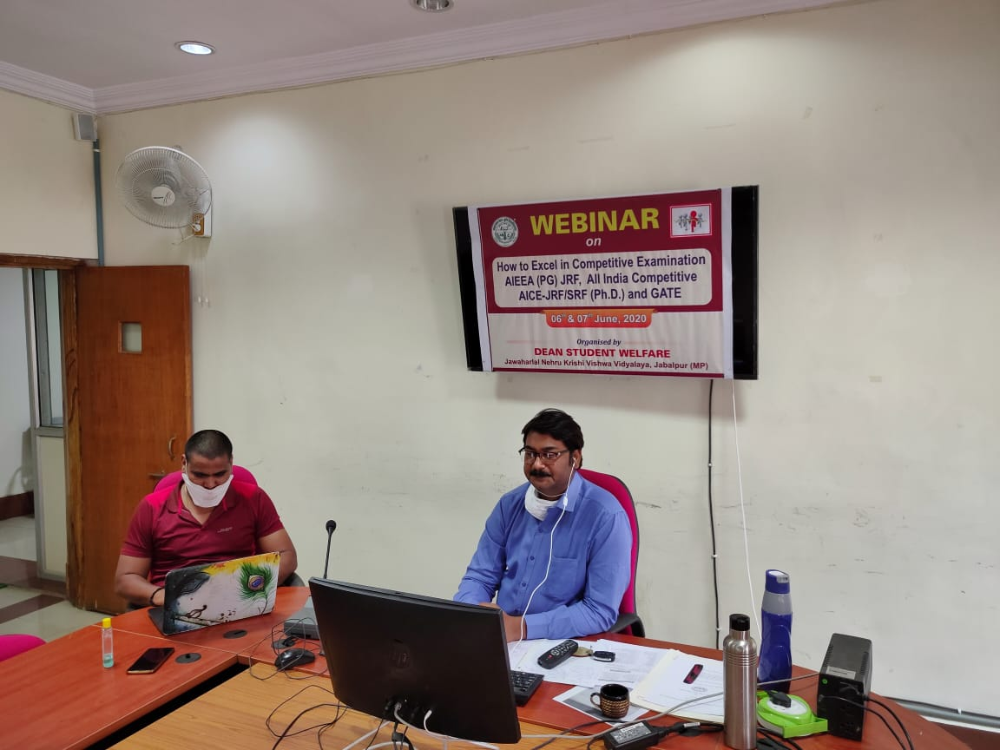 WEBINAR
on
How to Excel in Competitive Examination
AIEEA (PG) JRF, All India Competitive
AICE-JRF/SRF (Ph.D.) and GATE
06th & 07th June, 2020
Organised by
DEAN STUDENT WELFARE
Jawaharlal Nehru Krishi Vishwa Vidyalaya, Jabalpur (MP)